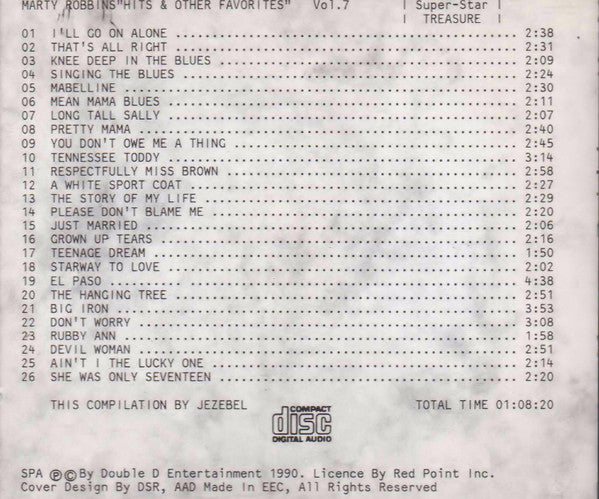 MARTY ROBBINS"HITS & OTHER FAVORITES"   Vol.7   | Super-Star |
| TREASURE |
01  I'LL GO ON ALONE ........................................ 2:38
02  THAT'S ALL RIGHT ........................................ 2:31
03  KNEE DEEP IN THE BLUES .................................. 2:09
04  SINGING THE BLUES ....................................... 2:24
05  MABELLINE ............................................... 2:30
06  MEAN MAMA BLUES ......................................... 2:11
07  LONG TALL SALLY ......................................... 2:07
08  PRETTY MAMA ............................................. 2:40
09  YOU DON'T OWE ME A THING ................................ 2:45
10  TENNESSEE TODDY ......................................... 3:14
11  RESPECTFULLY MISS BROWN ................................. 2:58
12  A WHITE SPORT COAT ...................................... 2:27
13  THE STORY OF MY LIFE .................................... 2:29
14  PLEASE DON'T BLAME ME ................................... 2:20
15  JUST MARRIED ............................................ 2:06
16  GROWN UP TEARS .......................................... 2:16
17  TEENAGE DREAM ........................................... 1:50
18  STARWAY TO LOVE ......................................... 2:02
19  EL PASO ................................................. 4:38
20  THE HANGING TREE ........................................ 2:51
21  BIG IRON ................................................ 3:53
22  DON'T WORRY ............................................. 3:08
23  RUBBY ANN ............................................... 1:58
24  DEVIL WOMAN ............................................. 2:51
25  AIN'T I THE LUCKY ONE ................................... 2:14
26  SHE WAS ONLY SEVENTEEN .................................. 2:20
THIS COMPILATION BY JEZEBEL   TOTAL TIME 01:08:20
COMPACT
disc
DIGITAL AUDIO
SPA ℗©By Double D Entertainment 1990. Licence By Red Point Inc.
Cover Design By DSR, AAD Made In EEC, All Rights Reserved